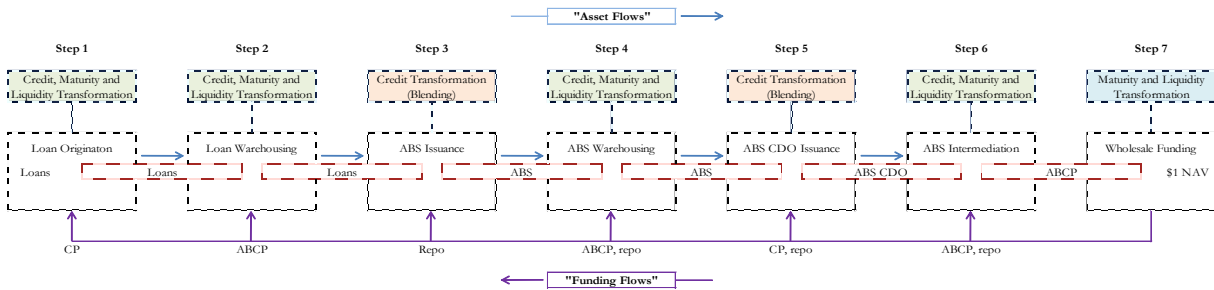 "Asset Flows"
Step 1 Step 2 Step 3 Step 4 Step 5 Step 6 Step 7
Credit, Maturity and Credit, Maturity and Credit Transformation Credit, Maturity and Credit Transformation Credit, Maturity and Maturity and Liquidity
Liquidity Transformation Liquidity Transformation (Blending) Liquidity Transformation (Blending) Liquidity Transformation Transformation
Loan Originaton Loan Warehousing ABS Issuance ABS Warehousing ABS CDO Issuance ABS Intermediation Wholesale Funding
Loans Loans Loans ABS ABS ABS CDO ABCP $1 NAV
CP ABCP Repo ABCP, repo CP, repo ABCP, repo
"Funding Flows"